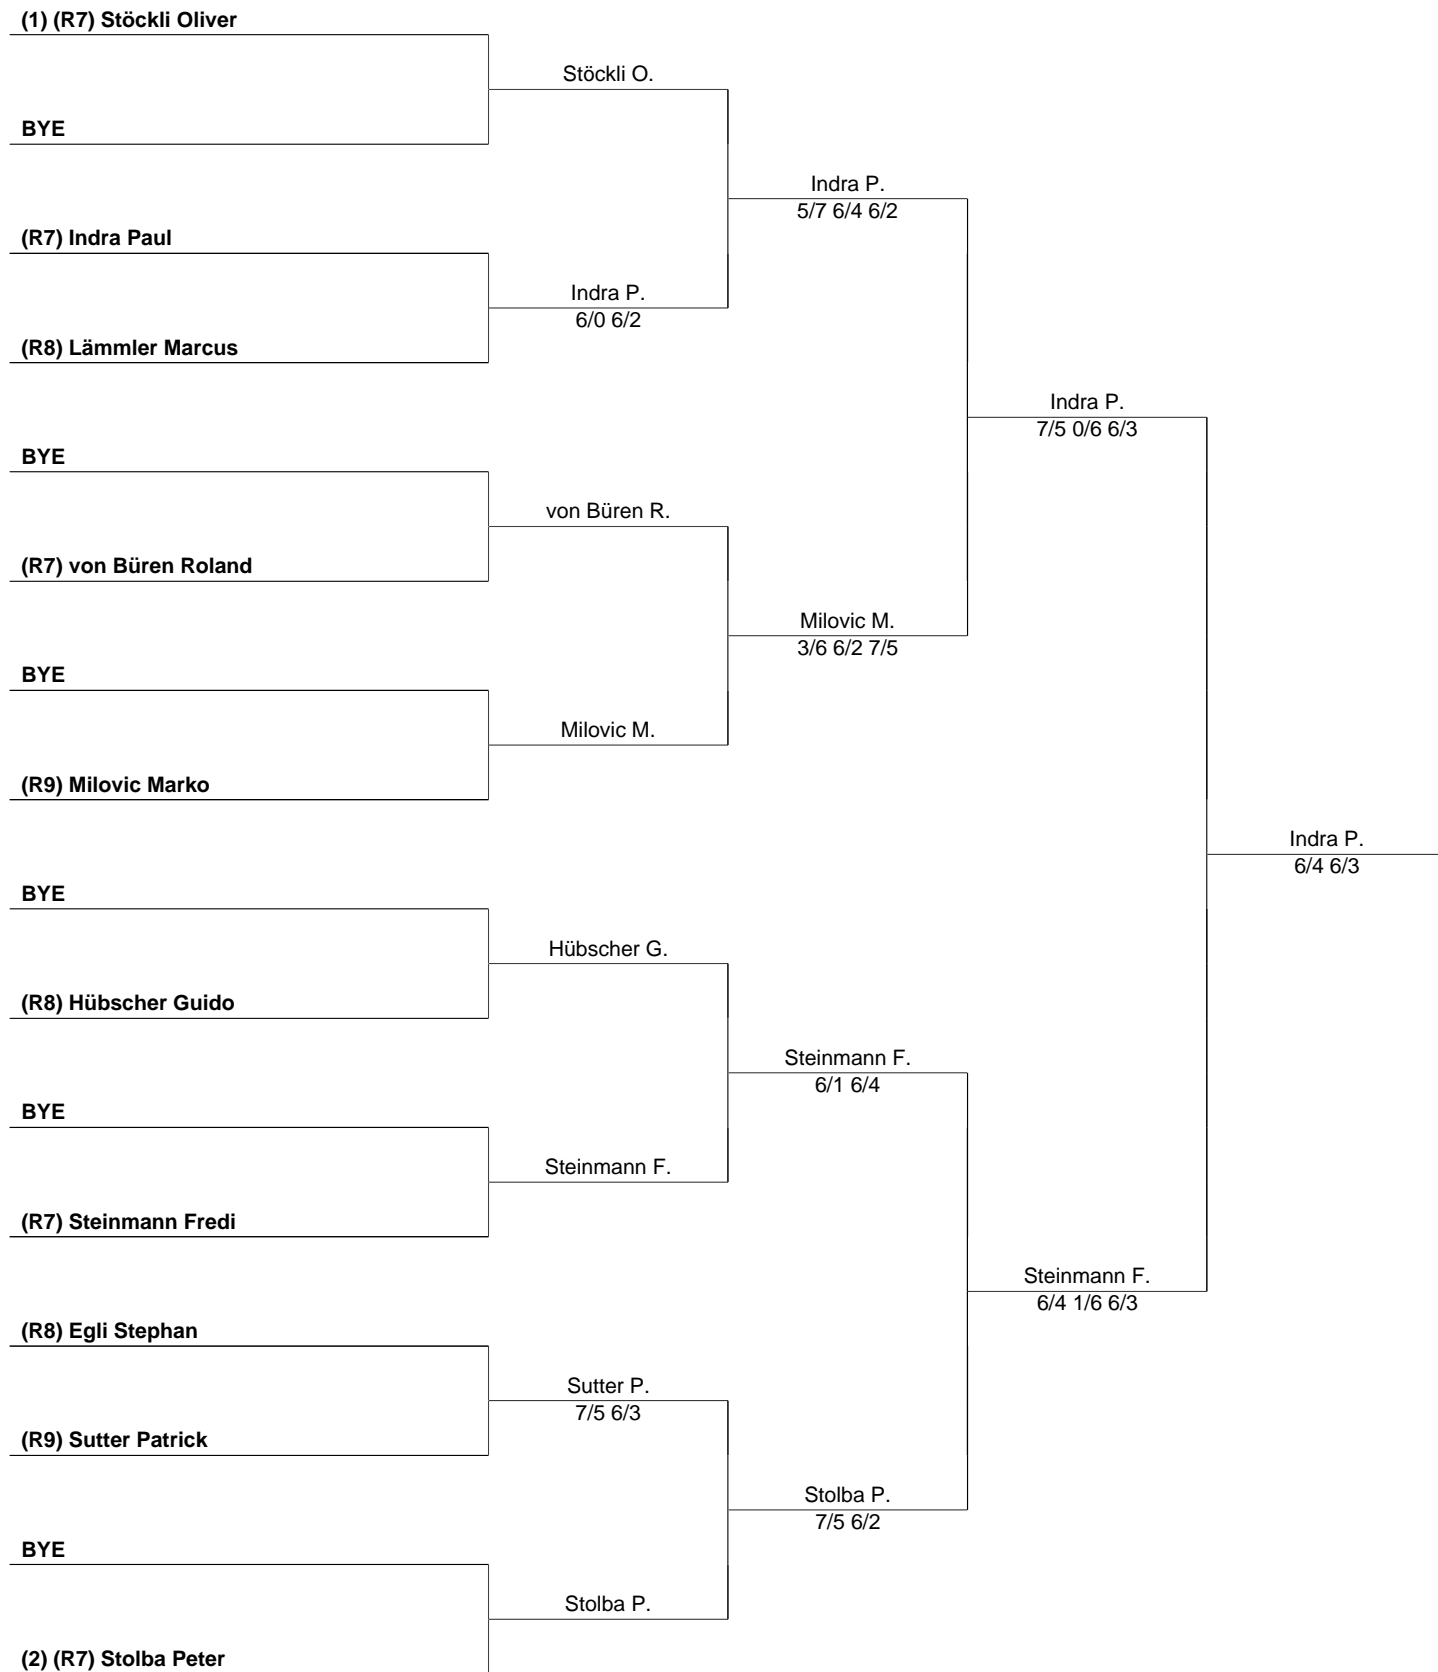 (1) (R7) Stöckli Oliver
Stöckli O.
BYE
Indra P.
5/7 6/4 6/2
(R7) Indra Paul
Indra P.
6/0 6/2
(R8) Lämmler Marcus
Indra P.
7/5 0/6 6/3
BYE
von Büren R.
(R7) von Büren Roland
Milovic M.
3/6 6/2 7/5
BYE
Milovic M.
(R9) Milovic Marko
Indra P.
6/4 6/3
BYE
Hübscher G.
(R8) Hübscher Guido
Steinmann F.
6/1 6/4
BYE
Steinmann F.
(R7) Steinmann Fredi
Steinmann F.
6/4 1/6 6/3
(R8) Egli Stephan
Sutter P.
7/5 6/3
(R9) Sutter Patrick
Stolba P.
7/5 6/2
BYE
Stolba P.
(2) (R7) Stolba Peter